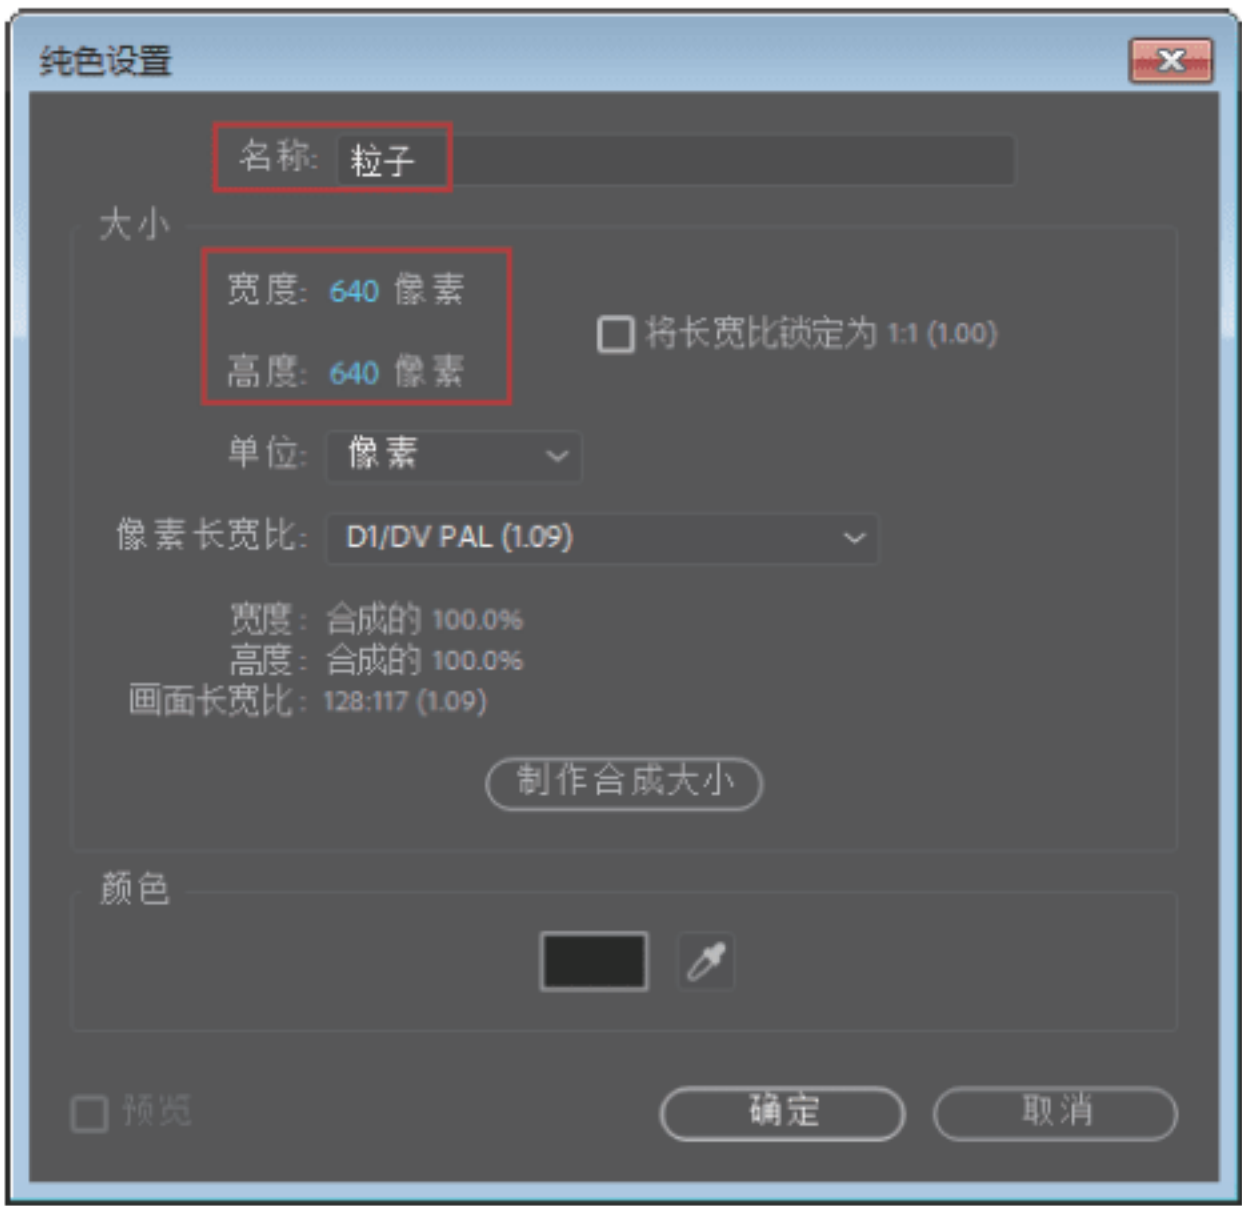 纯色设置
名称: 粒子
大小
宽度: 640 像素
将长宽比锁定为 1:1 (1.00)
高度: 640 像素
单位: 像素
像素长宽比: D1/DV PAL (1.09)
宽度: 合成的 100.0%
高度: 合成的 100.0%
画面长宽比: 128:117 (1.09)
制作合成大小
颜色
预览
确定
取消